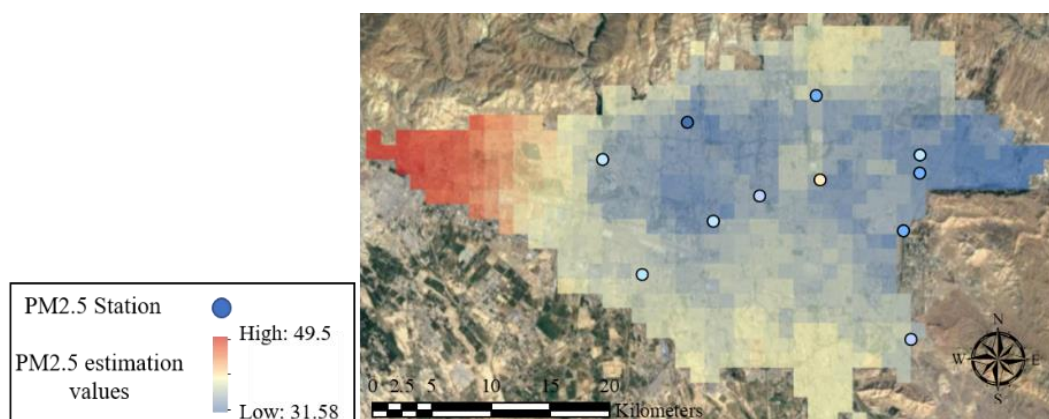 PM2.5 Station
PM2.5 estimation
values
High: 49.5
Low: 31.58
N
W E
S
0 2.5 5 10 15 20
Kilometers